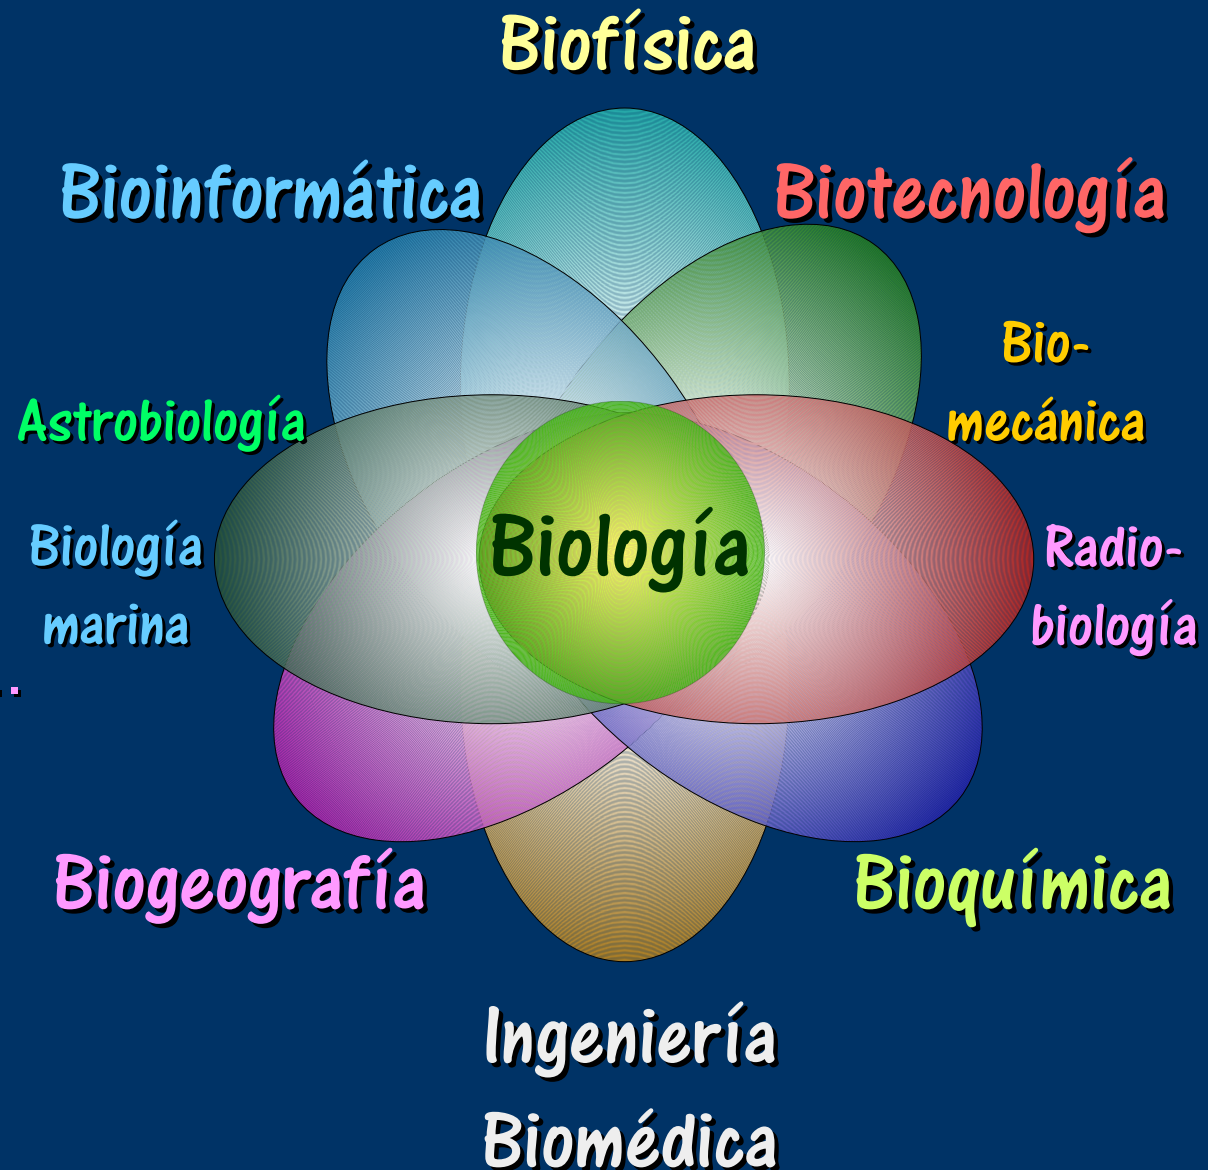 Biofísica
Bioinformática
Biotecnología
Bio-
mecánica
Astrobiología
Biología
marina
Biología
Radio-
biología
..
Biogeografía
Bioquímica
Ingeniería
Biomédica